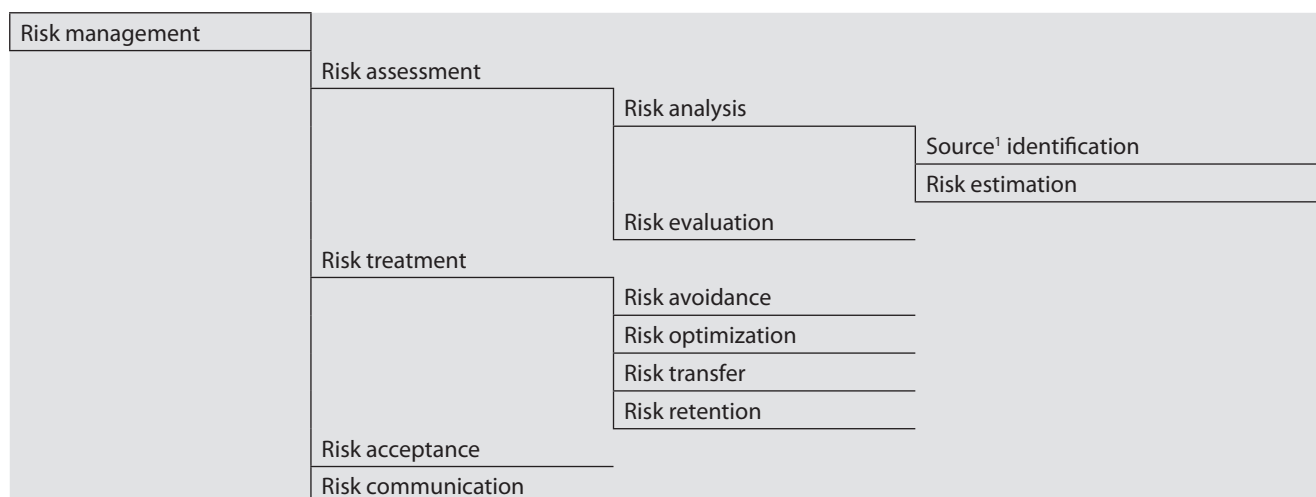 Risk management
Risk assessment
Risk analysis
Source¹ identification
Risk estimation
Risk evaluation
Risk treatment
Risk avoidance
Risk optimization
Risk transfer
Risk retention
Risk acceptance
Risk communication